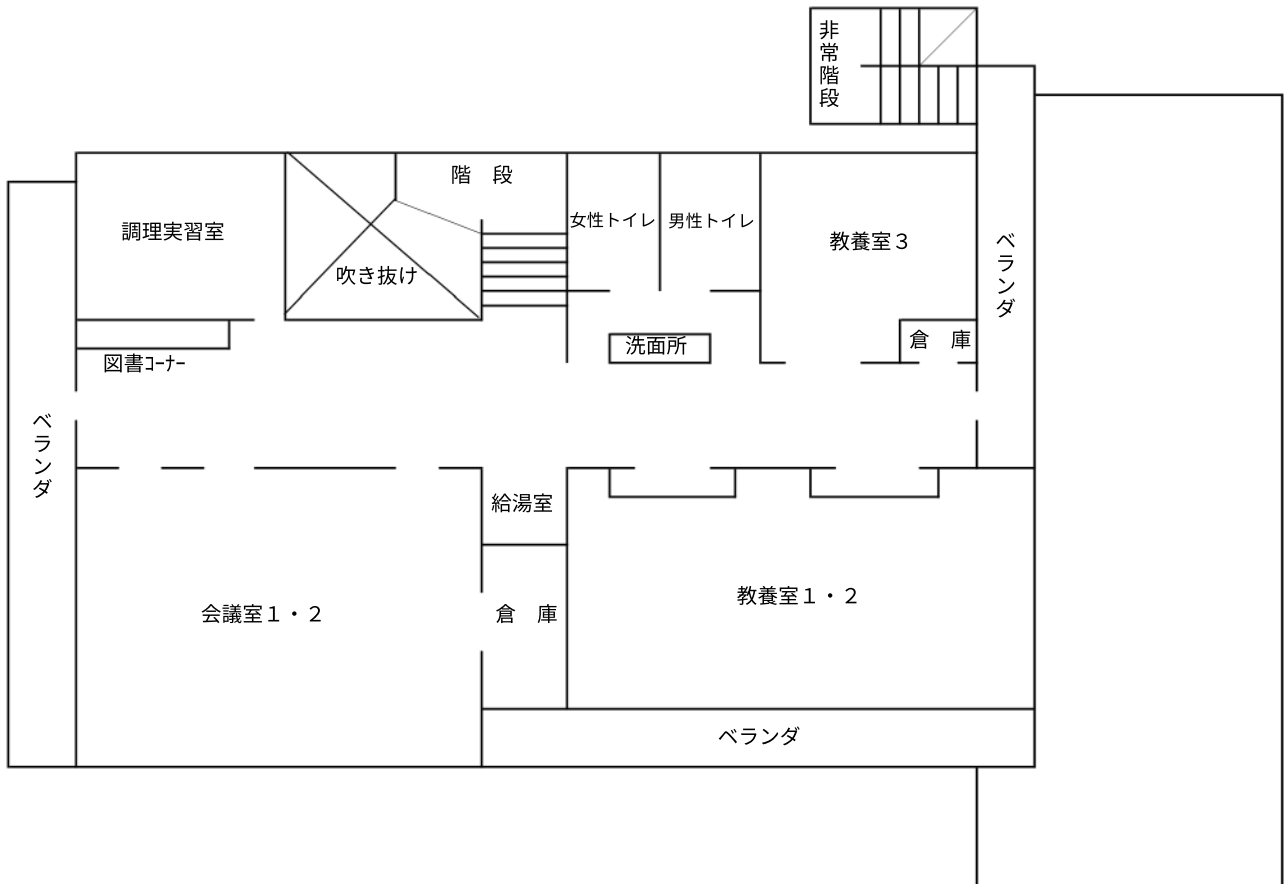 非常階段
階　段
調理実習室
女性トイレ
男性トイレ
教養室３
ベランダ
吹き抜け
倉　庫
洗面所
図書ｺｰﾅｰ
ベランダ
給湯室
会議室１・２
倉　庫
教養室１・２
ベランダ